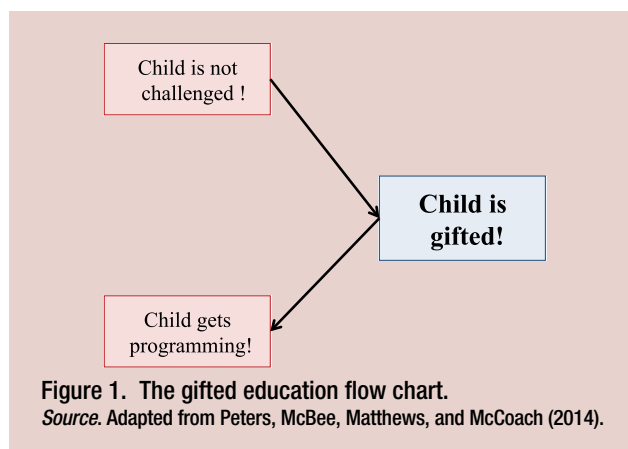 Child is not
challenged !
Child is
gifted!
Child gets
programming!
Figure 1. The gifted education flow chart.
Source. Adapted from Peters, McBee, Matthews, and McCoach (2014).